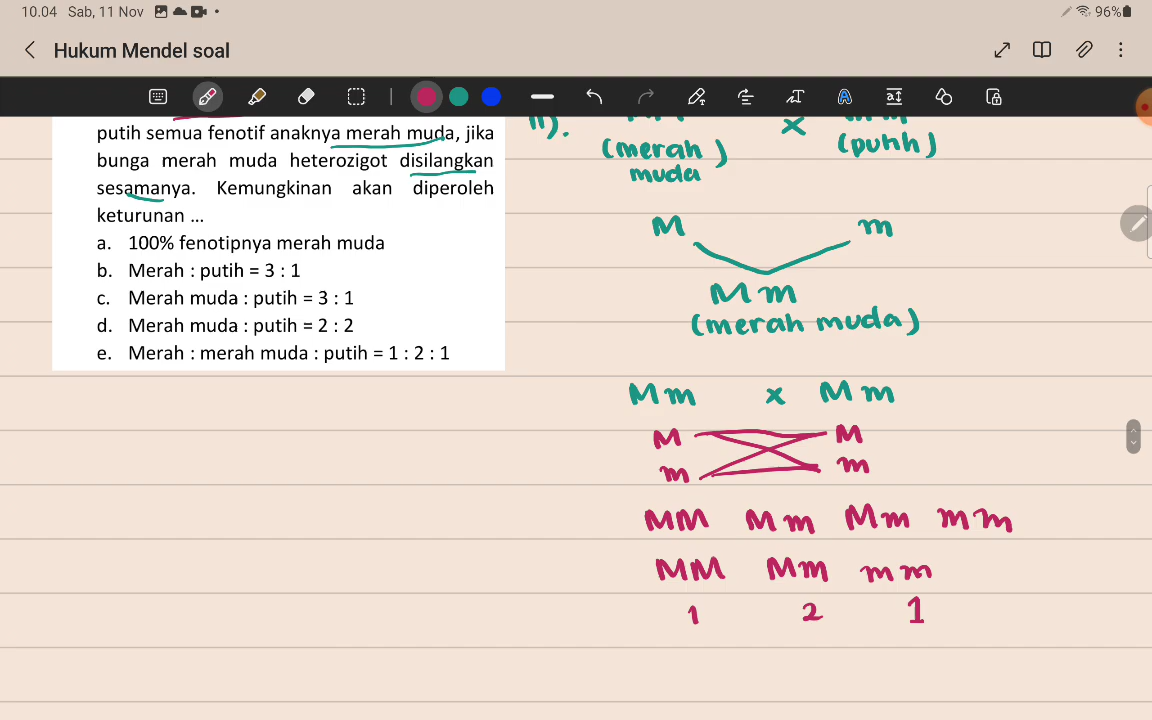 10.04 Sab, 11 Nov
96%
Hukum Mendel soal
putih semua fenotif anaknya merah muda, jika
bunga merah muda heterozigot disilangkan
sesamanya. Kemungkinan akan diperoleh
keturunan ...
a. 100% fenotipnya merah muda
b. Merah : putih = 3 : 1
c. Merah muda : putih = 3 : 1
d. Merah muda : putih = 2 : 2
e. Merah : merah muda : putih = 1 : 2 : 1
11). x
(merah muda) (putih)
M m
Mm
(merah muda)
Mm x Mm
M M
m m
MM Mm Mm mm
MM Mm mm
1 2 1